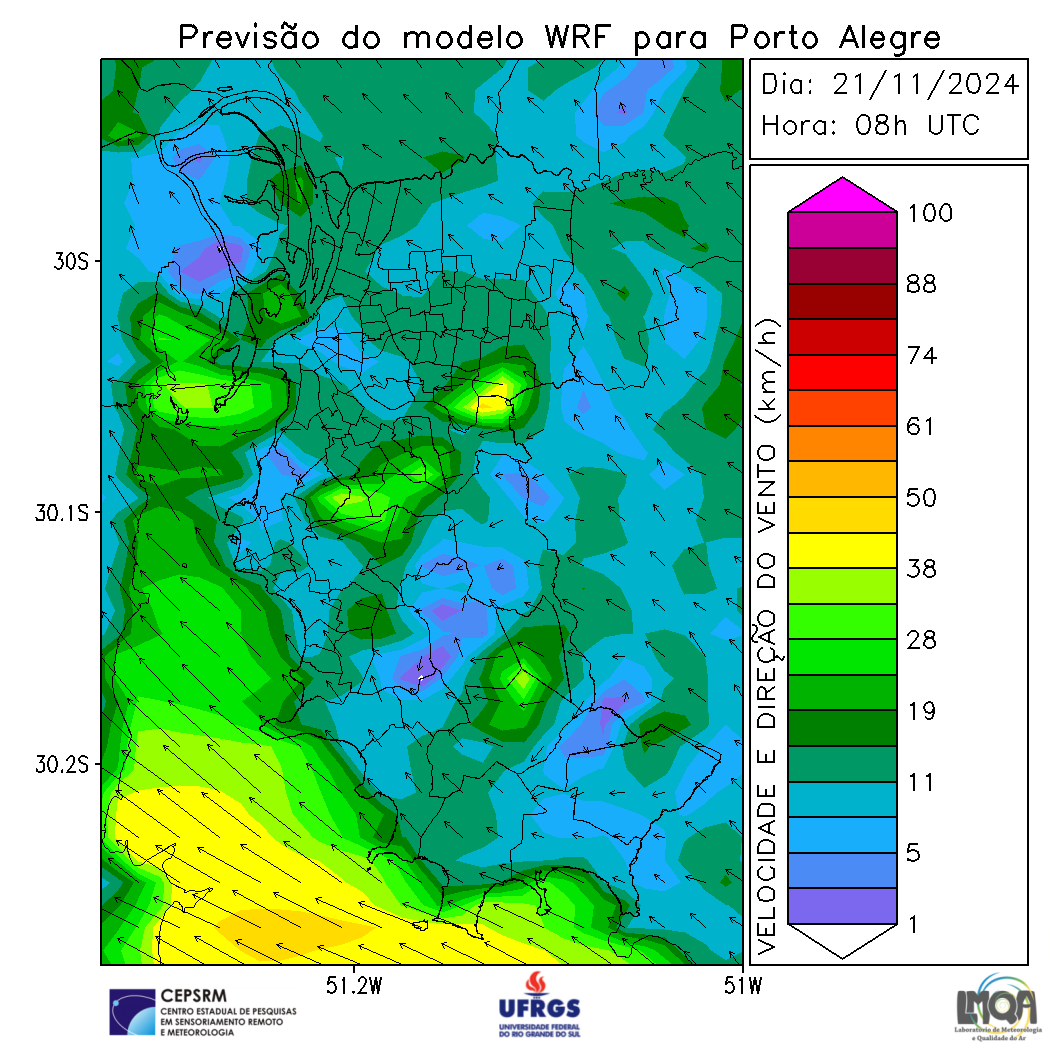 Previsão do modelo WRF para Porto Alegre
Dia: 21/11/2024
Hora: 08h UTC
30S
30.1S
30.2S
51.2W
51W
VELOCIDADE E DIREÇÃO DO VENTO (km/h)
100
88
74
61
50
38
28
19
11
5
1
CEPSRM
CENTRO ESTADUAL DE PESQUISAS
EM SENSORIAMENTO REMOTO
E METEOROLOGIA
UFRGS
UNIVERSIDADE FEDERAL
DO RIO GRANDE DO SUL
LMQA
Laboratório de Meteorologia
e Qualidade do Ar